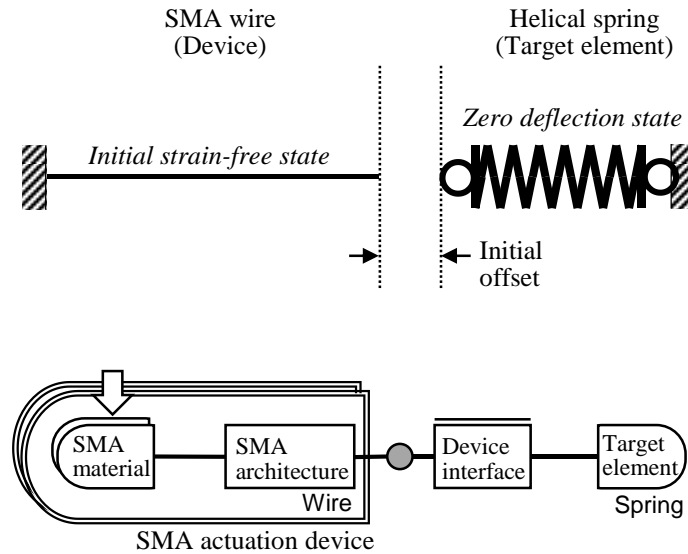 SMA wire
(Device)
Helical spring
(Target element)
Initial strain-free state
Zero deflection state
Initial
offset
SMA
material
SMA
architecture
Wire
Device
interface
Target
element
Spring
SMA actuation device